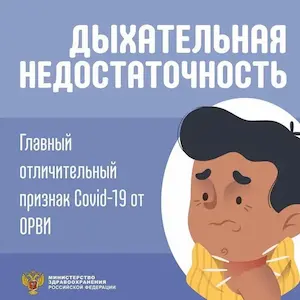 ДЫХАТЕЛЬНАЯ
НЕДОСТАТОЧНОСТЬ
Главный
отличительный
признак Covid-19 от
ОРВИ
МИНИСТЕРСТВО
ЗДРАВООХРАНЕНИЯ
РОССИЙСКОЙ ФЕДЕРАЦИИ